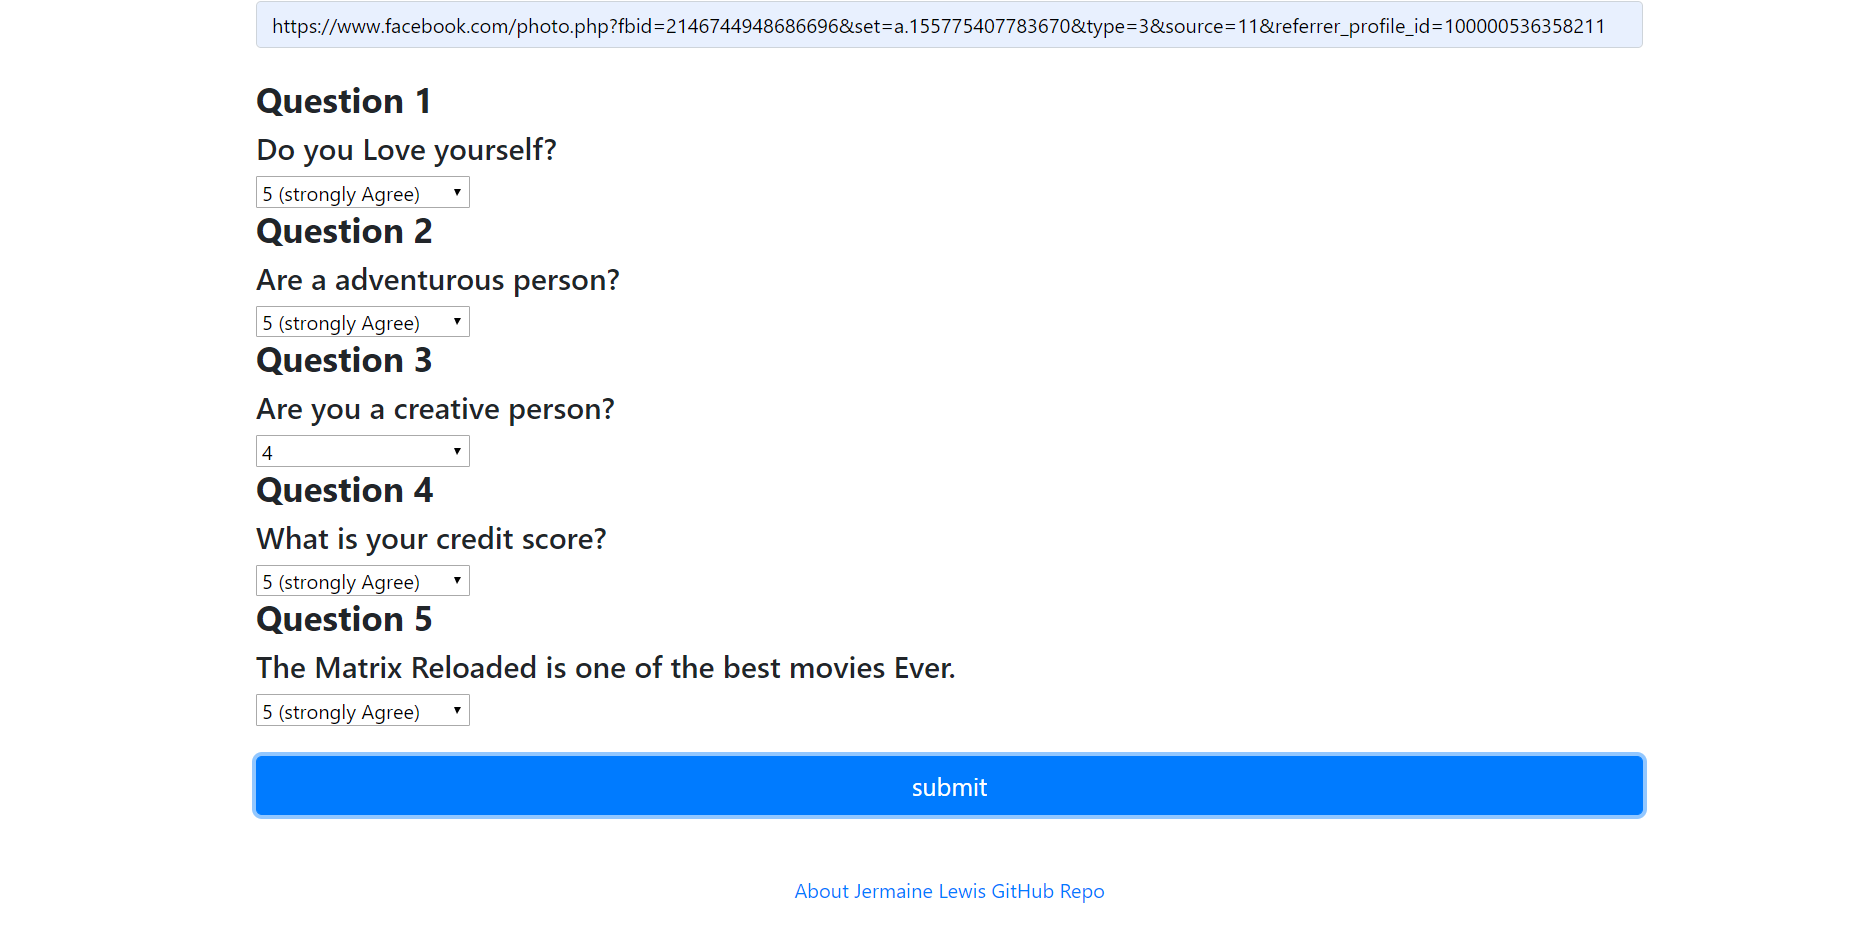 https://www.facebook.com/photo.php?fbid=2146744948686696&set=a.155775407783670&type=3&source=11&referrer_profile_id=100000536358211
Question 1
Do you Love yourself?
5 (strongly Agree)
Question 2
Are a adventurous person?
5 (strongly Agree)
Question 3
Are you a creative person?
4
Question 4
What is your credit score?
5 (strongly Agree)
Question 5
The Matrix Reloaded is one of the best movies Ever.
5 (strongly Agree)
submit
About Jermaine Lewis GitHub Repo